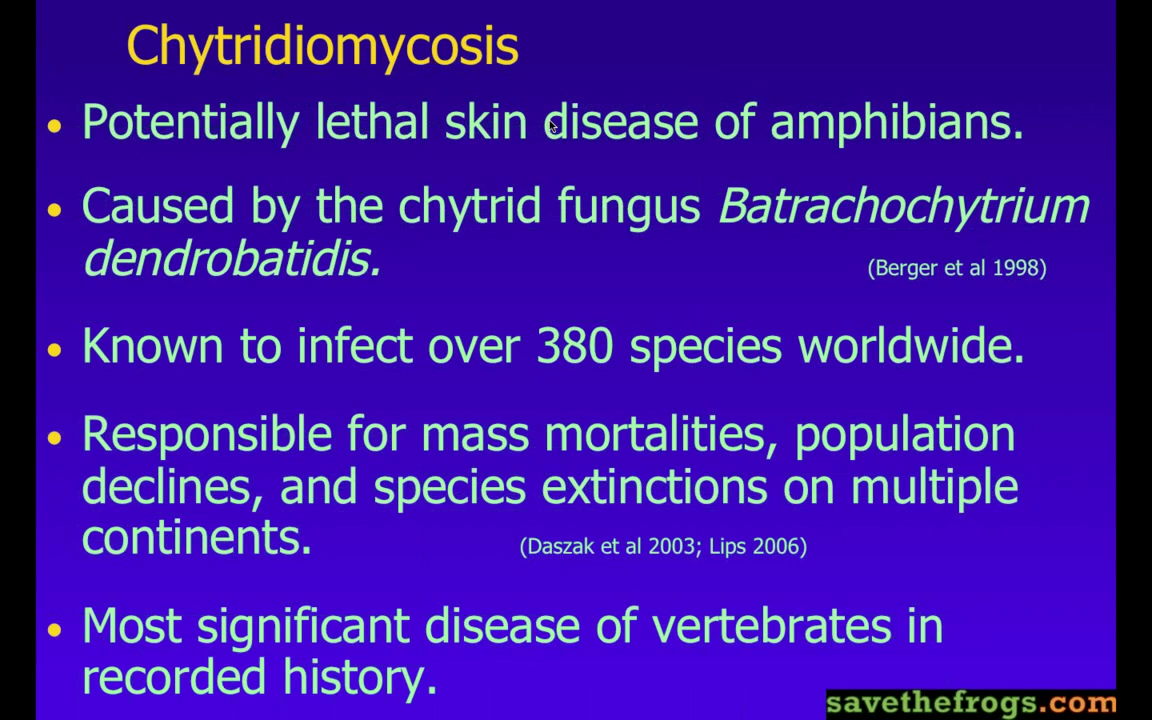 Chytridiomycosis
• Potentially lethal skin disease of amphibians.
• Caused by the chytrid fungus Batrachochytrium
dendrobatidis. (Berger et al 1998)
• Known to infect over 380 species worldwide.
• Responsible for mass mortalities, population
declines, and species extinctions on multiple
continents. (Daszak et al 2003; Lips 2006)
• Most significant disease of vertebrates in
recorded history.
savethefrogs.com